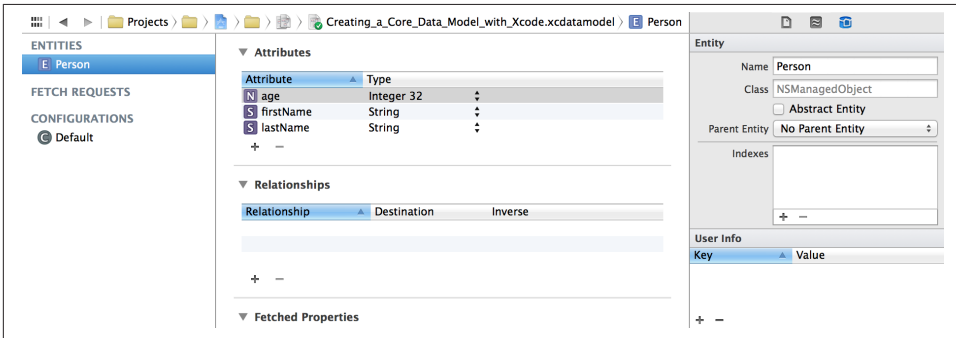 Projects
Creating_a_Core_Data_Model_with_Xcode.xcdatamodel
E Person
ENTITIES
E Person
FETCH REQUESTS
CONFIGURATIONS
C Default
Attributes
Attribute Type
N age Integer 32
S firstName String
S lastName String
+ −
Relationships
Relationship Destination Inverse
+ −
Fetched Properties
Entity
Name Person
Class NSManagedObject
Abstract Entity
Parent Entity No Parent Entity
Indexes
+ −
User Info
Key Value
+ −